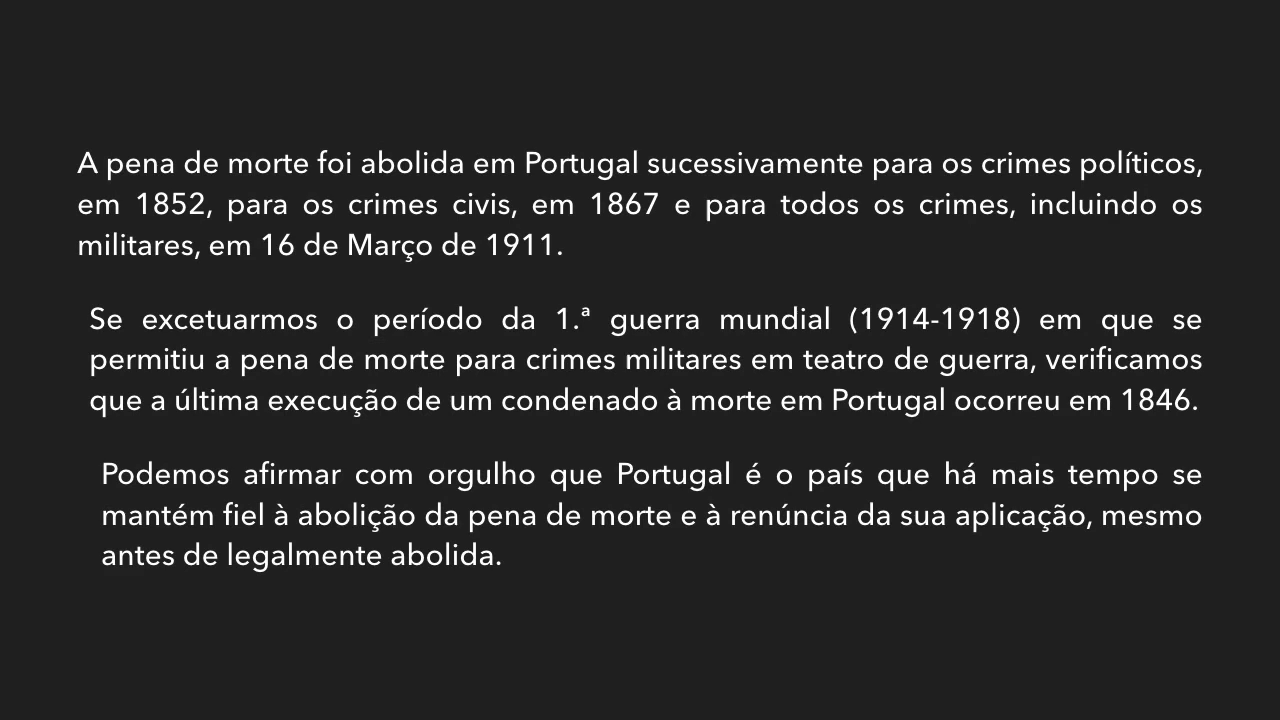 A pena de morte foi abolida em Portugal sucessivamente para os crimes políticos,
em 1852, para os crimes civis, em 1867 e para todos os crimes, incluindo os
militares, em 16 de Março de 1911.
Se excetuarmos o período da 1.ª guerra mundial (1914-1918) em que se
permitiu a pena de morte para crimes militares em teatro de guerra, verificamos
que a última execução de um condenado à morte em Portugal ocorreu em 1846.
Podemos afirmar com orgulho que Portugal é o país que há mais tempo se
mantém fiel à abolição da pena de morte e à renúncia da sua aplicação, mesmo
antes de legalmente abolida.